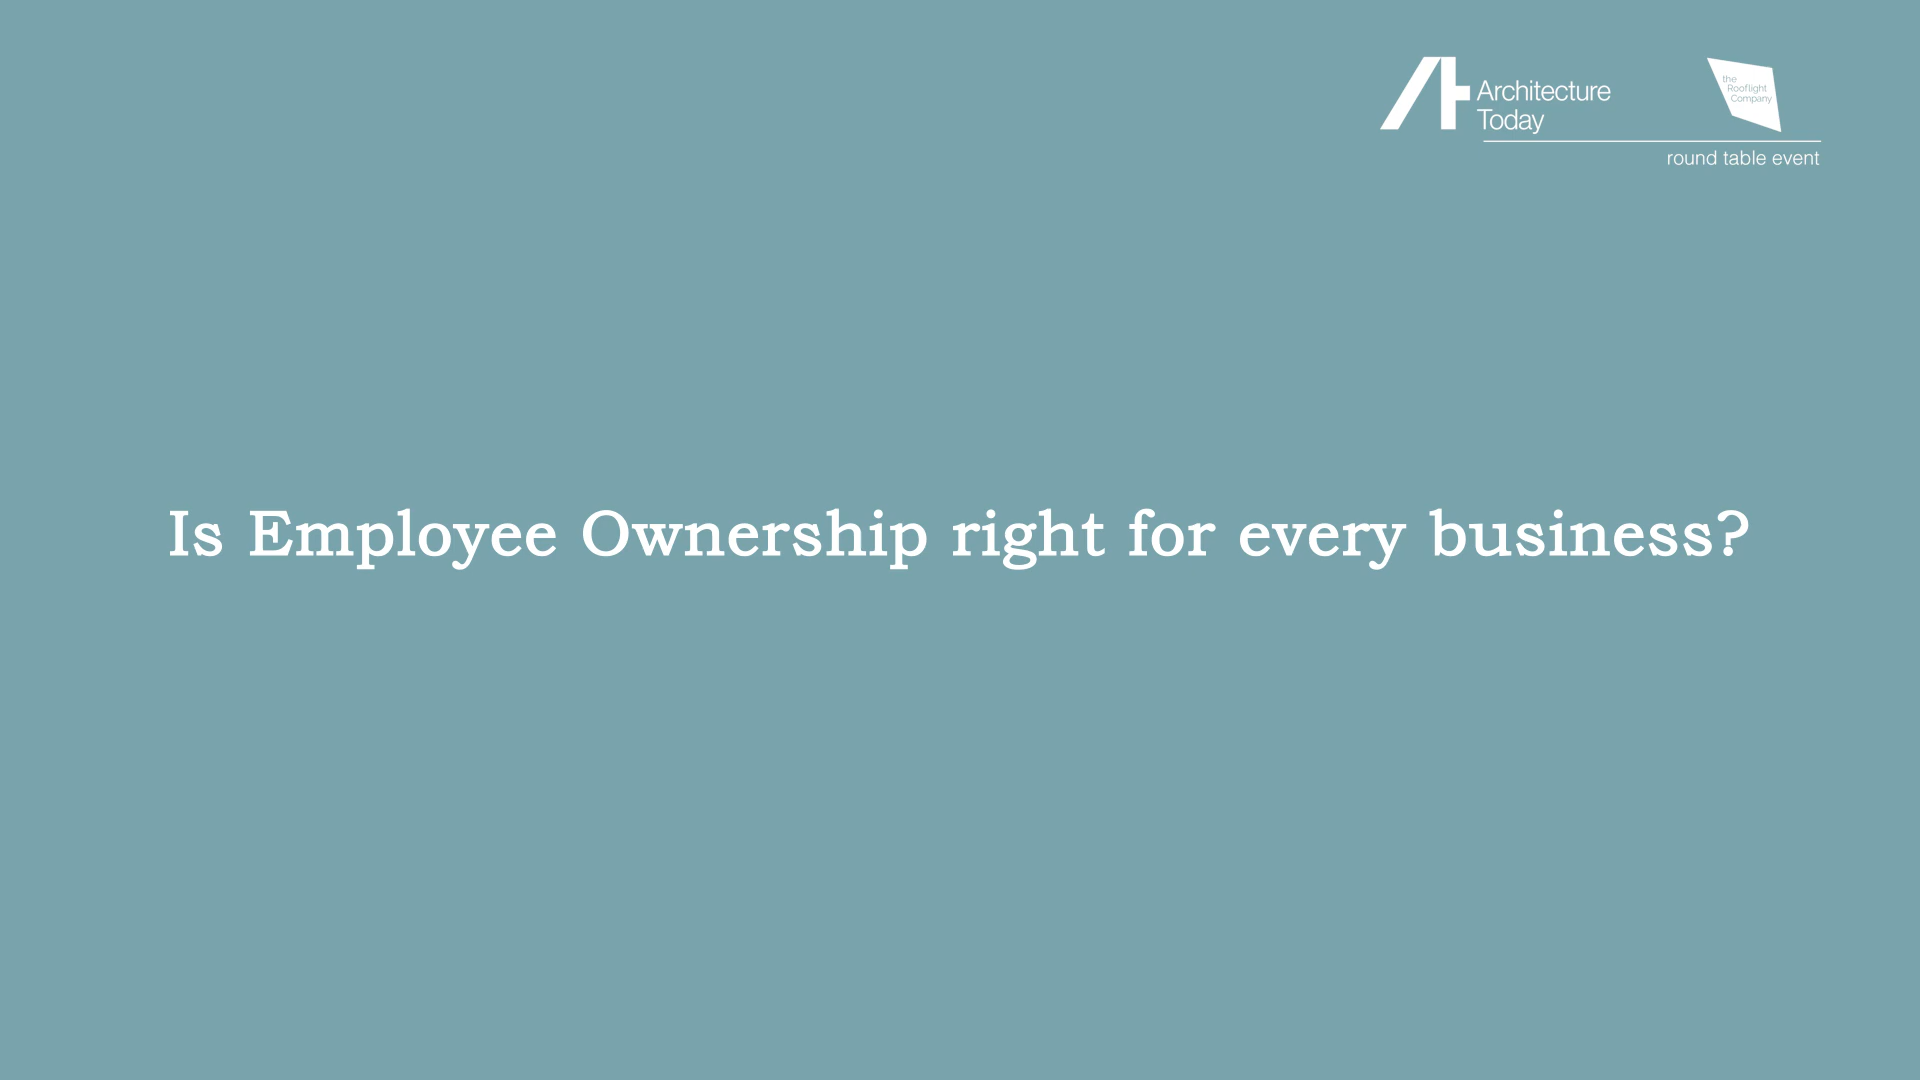 Architecture
Today
the
Rooflight
Company
round table event
Is Employee Ownership right for every business?